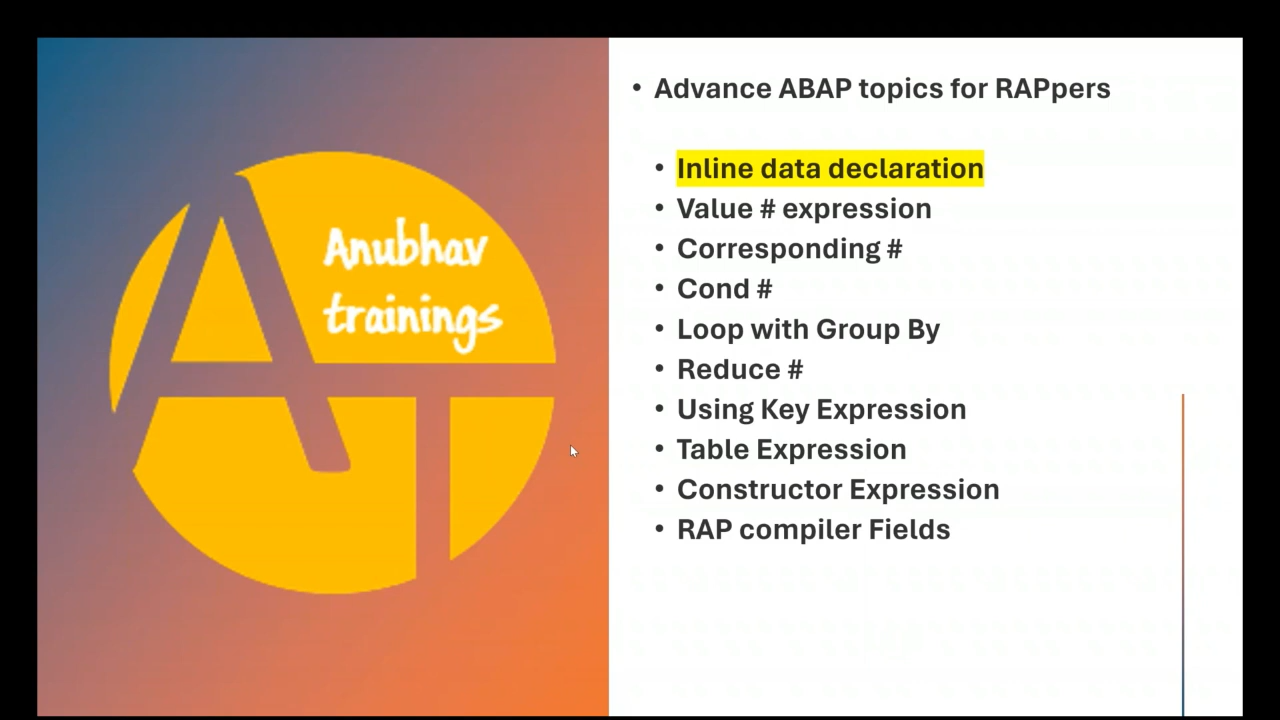 Anubhav
trainings
• Advance ABAP topics for RAPpers
• Inline data declaration
• Value # expression
• Corresponding #
• Cond #
• Loop with Group By
• Reduce #
• Using Key Expression
• Table Expression
• Constructor Expression
• RAP compiler Fields